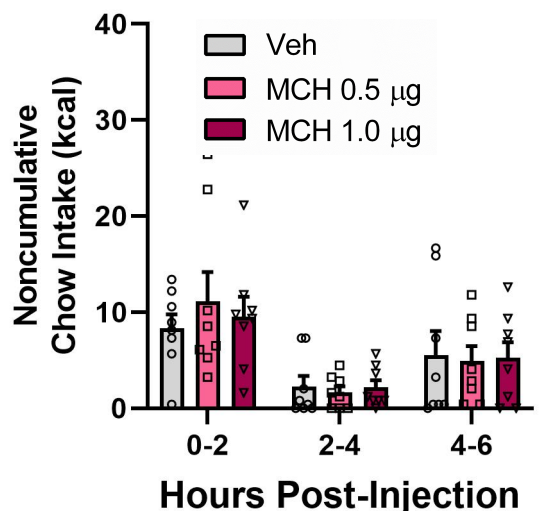 Noncumulative
Chow Intake (kcal)
40
30
20
10
0
Veh
MCH 0.5 μg
MCH 1.0 μg
0-2
2-4
4-6
Hours Post-Injection